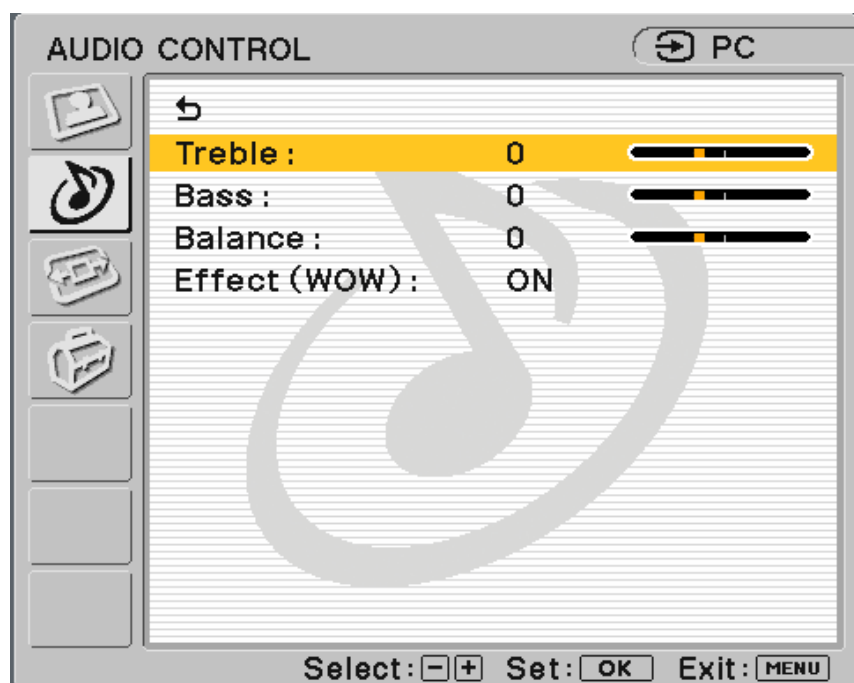 AUDIO CONTROL PC
Treble : 0
Bass : 0
Balance : 0
Effect (WOW) : ON
Select : - + Set : OK Exit : MENU